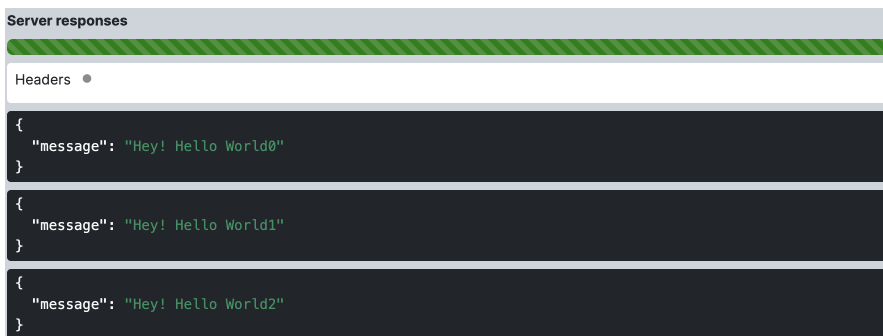 Server responses
Headers
{
"message": "Hey! Hello World0"
}
{
"message": "Hey! Hello World1"
}
{
"message": "Hey! Hello World2"
}